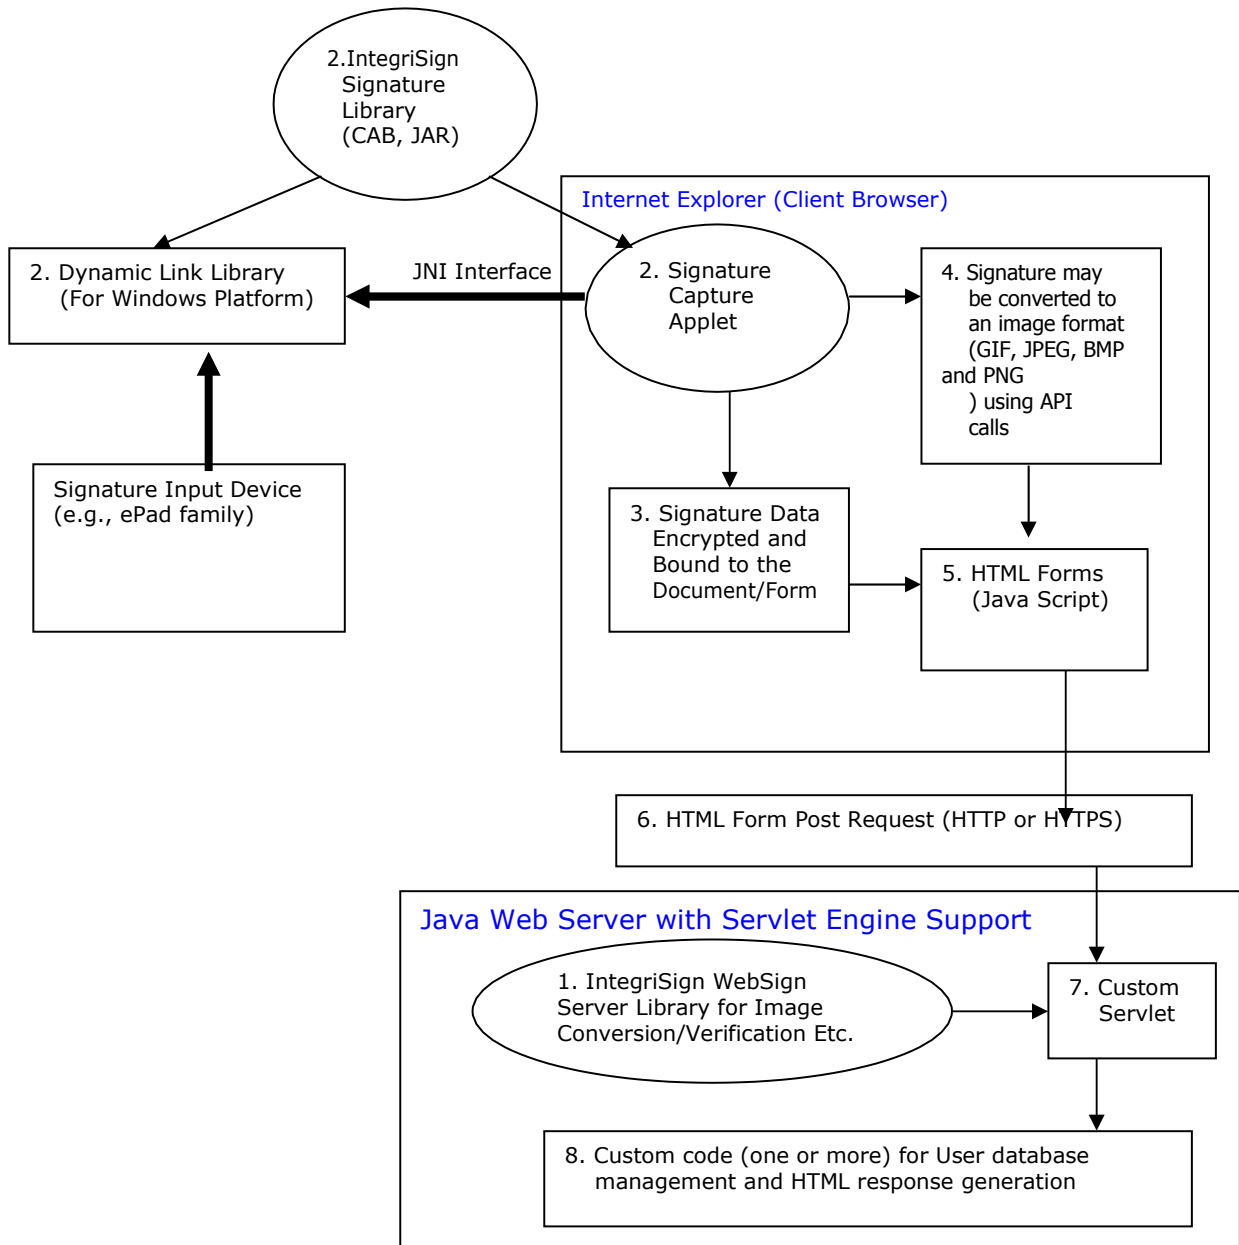 2.IntegriSign
Signature
Library
(CAB, JAR)
Internet Explorer (Client Browser)
2. Dynamic Link Library
(For Windows Platform)
JNI Interface
2. Signature
Capture
Applet
4. Signature may
be converted to
an image format
(GIF, JPEG, BMP
and PNG
) using API
calls
Signature Input Device
(e.g., ePad family)
3. Signature Data
Encrypted and
Bound to the
Document/Form
5. HTML Forms
(Java Script)
6. HTML Form Post Request (HTTP or HTTPS)
Java Web Server with Servlet Engine Support
1. IntegriSign WebSign
Server Library for Image
Conversion/Verification Etc.
7. Custom
Servlet
8. Custom code (one or more) for User database
management and HTML response generation